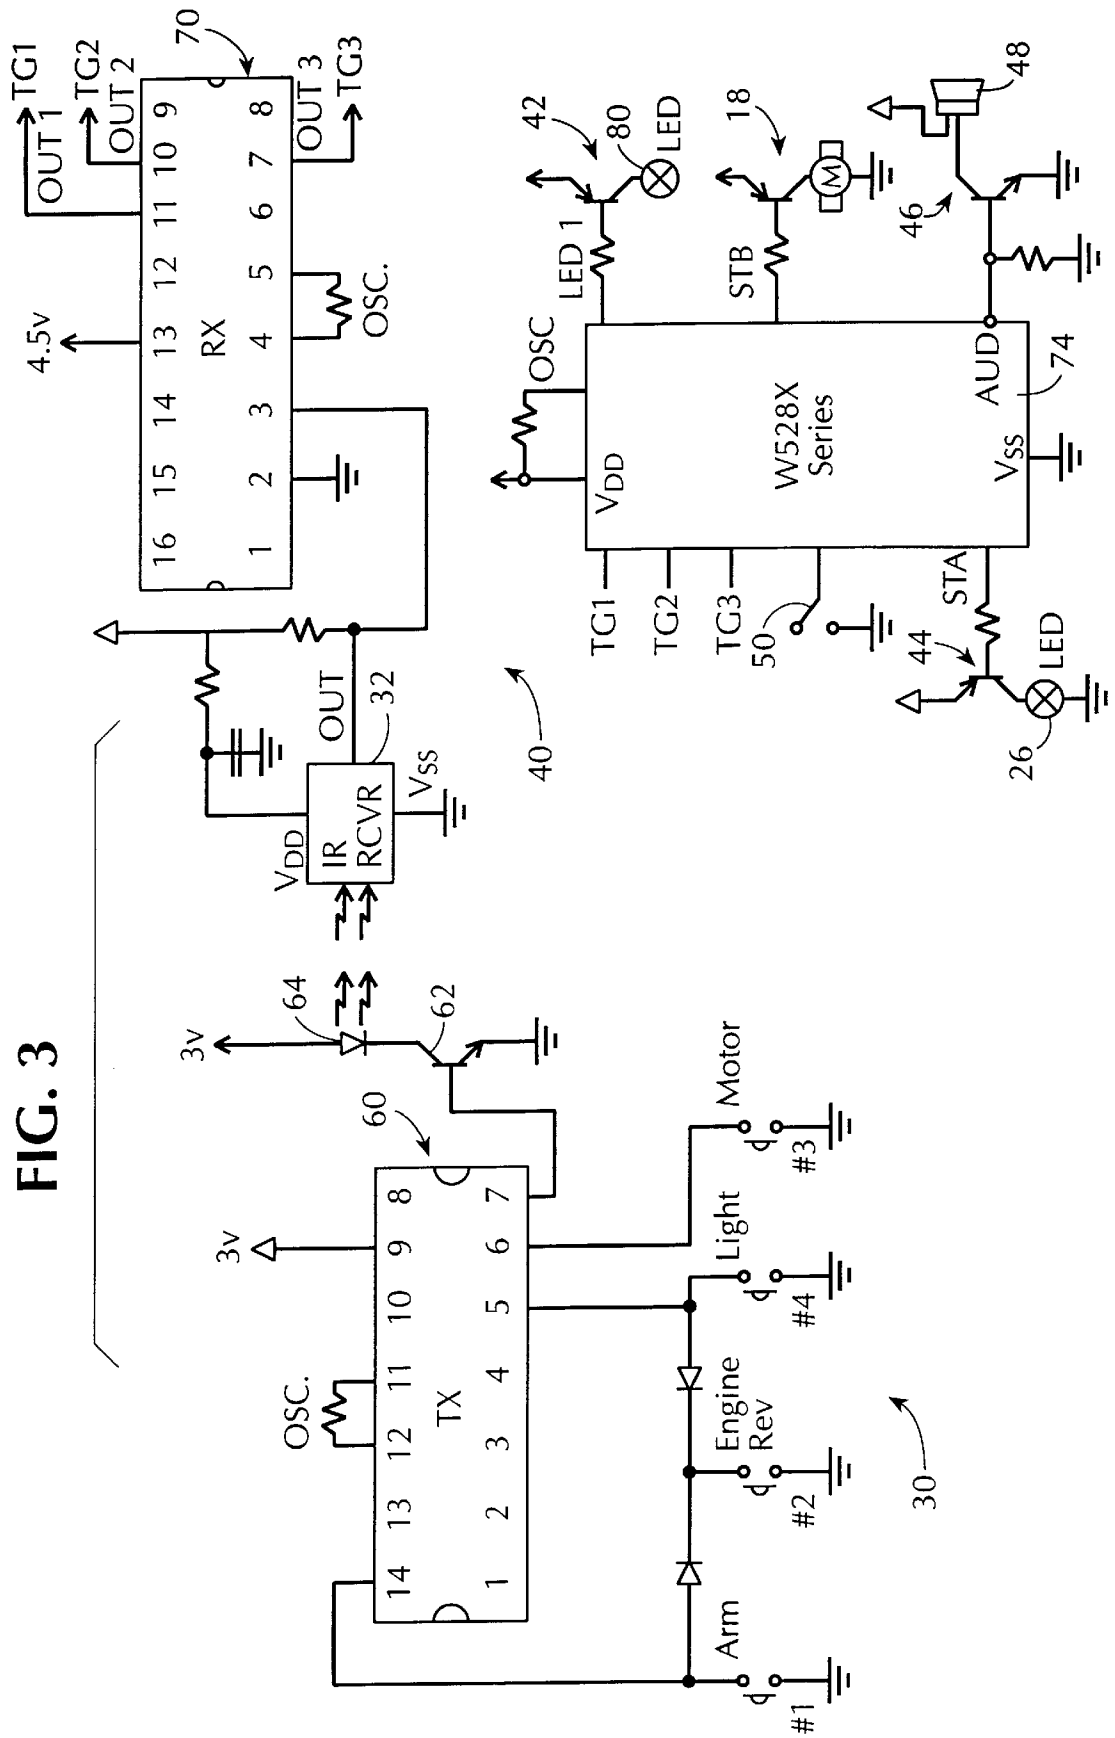 FIG. 3
TG1
OUT 1
TG2
OUT 2
70
4.5v
16 15 14 13 12 11 10 9
RX
1 2 3 4 5 6 7 8
OSC.
OUT 3
TG3
VDD
IR
RCVR
OUT
32
VSS
40
3v
64
62
3v
60
OSC.
14 13 12 11 10 9 8
TX
1 2 3 4 5 6 7
Arm
Engine
Rev
Light
Motor
#1
#2
#4
#3
30
OSC
VDD
LED 1
42
80
LED
TG1
TG2
TG3
50
W528X
Series
STB
18
M
STA
44
LED
26
VSS
AUD
74
46
48